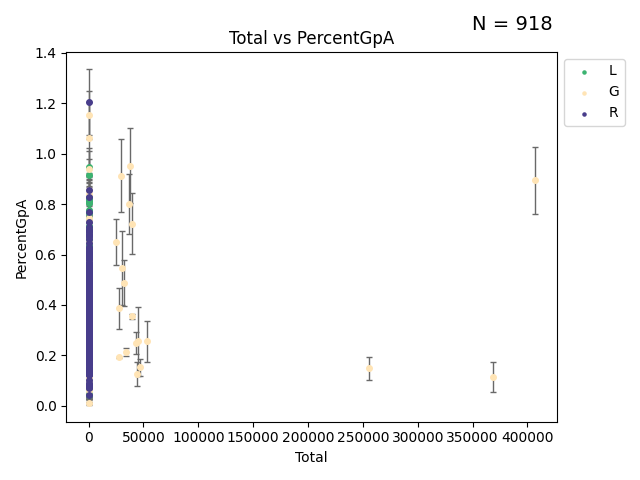 N = 918
Total vs PercentGpA
1.4
1.2
1.0
0.8
0.6
0.4
0.2
0.0
PercentGpA
L
G
R
0 50000 100000 150000 200000 250000 300000 350000 400000
Total